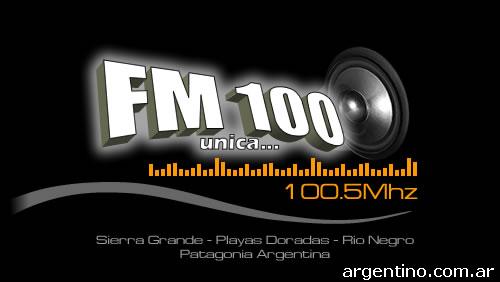 FM 100
unica...
100.5Mhz
Sierra Grande - Playas Doradas - Rio Negro
Patagonia Argentina
argentino.com.ar